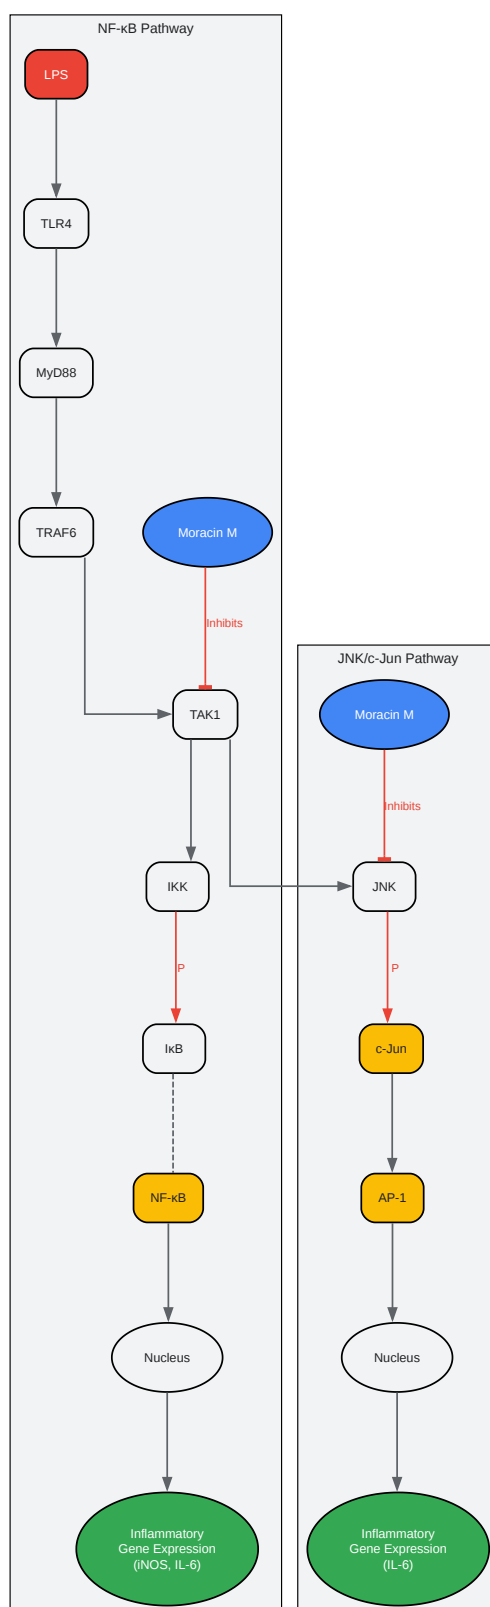 NF-κB Pathway
LPS
TLR4
MyD88
TRAF6
Moracin M
Inhibits
TAK1
IKK
P
IκB
NF-κB
Nucleus
Inflammatory
Gene Expression
(iNOS, IL-6)
JNK/c-Jun Pathway
Moracin M
Inhibits
JNK
P
c-Jun
AP-1
Nucleus
Inflammatory
Gene Expression
(IL-6)